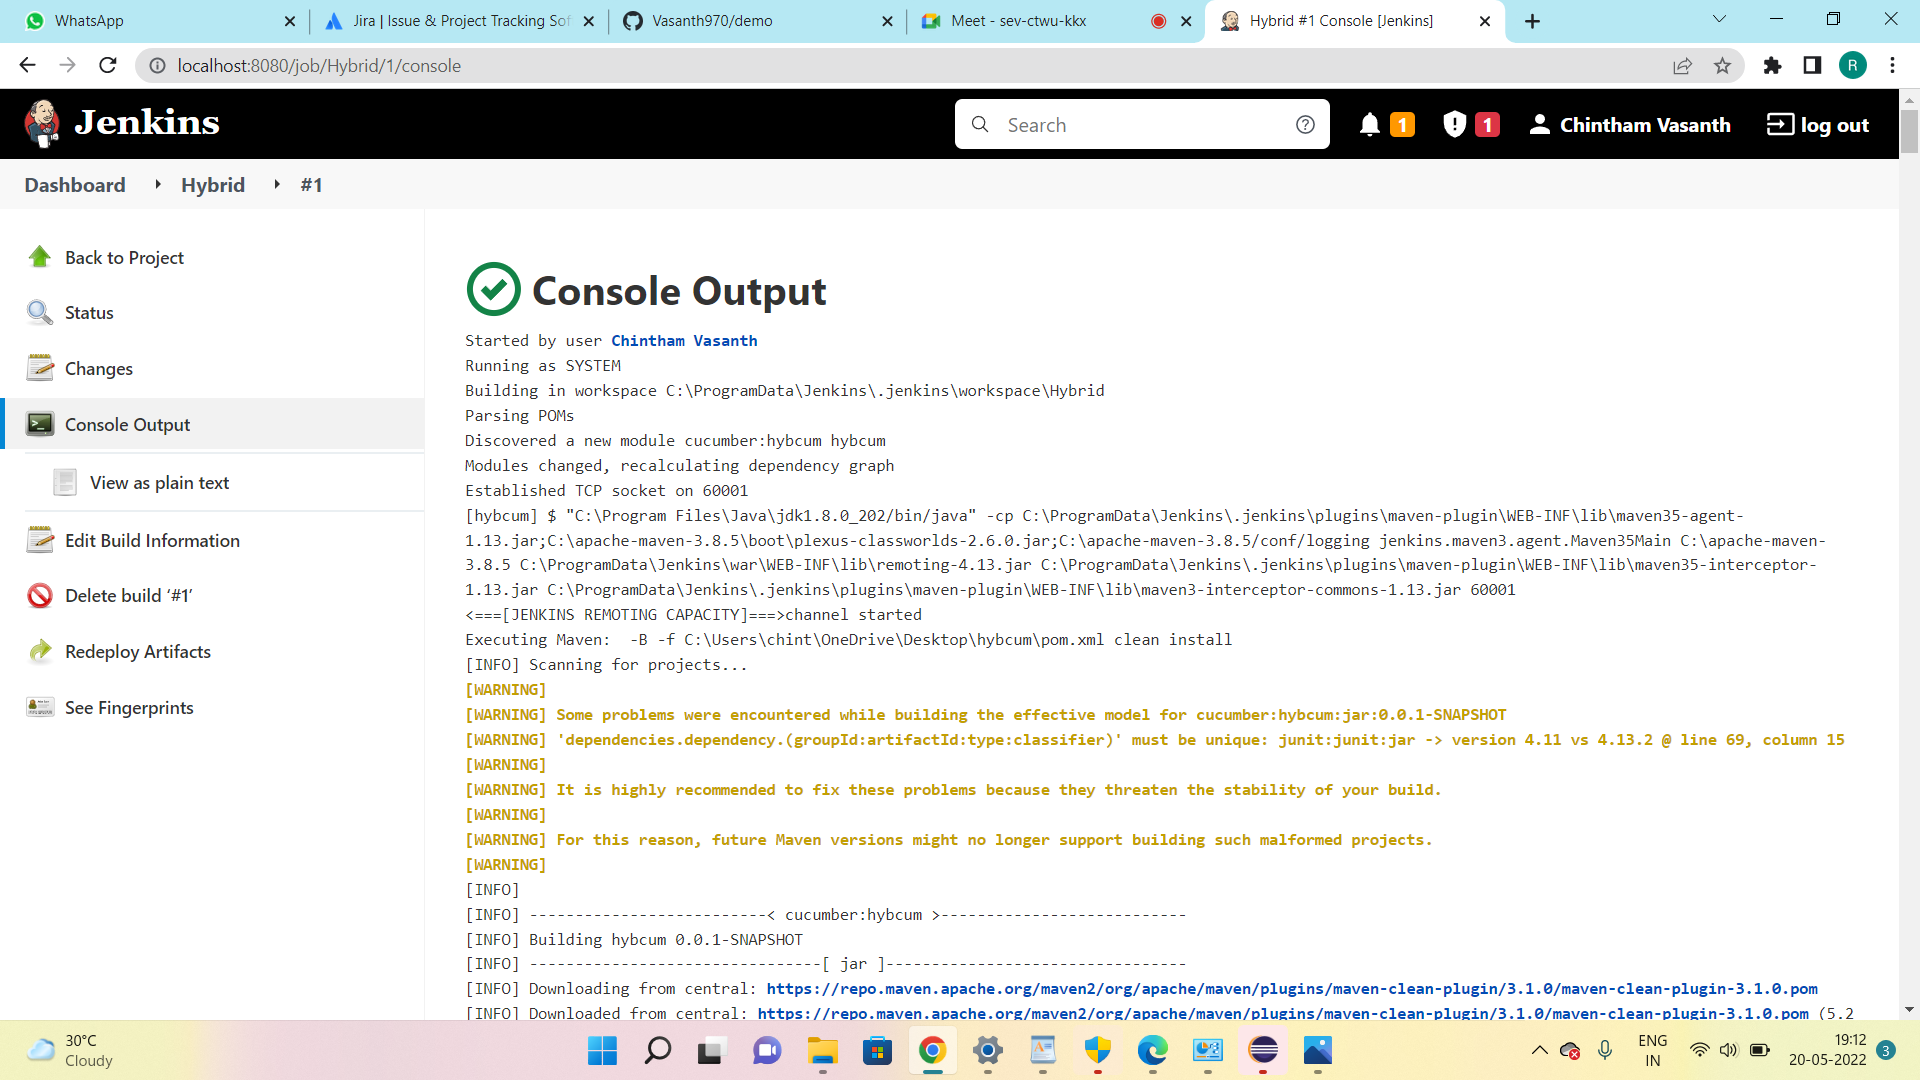 WhatsApp
Jira | Issue & Project Tracking Sof
Vasanth970/demo
Meet - sev-ctwu-kkx
Hybrid #1 Console [Jenkins]
localhost:8080/job/Hybrid/1/console
R
Jenkins
Search
1
1
Chintham Vasanth
log out
Dashboard
Hybrid
#1
Back to Project
Status
Changes
Console Output
View as plain text
Edit Build Information
Delete build ‘#1’
Redeploy Artifacts
See Fingerprints
Console Output
Started by user Chintham Vasanth
Running as SYSTEM
Building in workspace C:\ProgramData\Jenkins\.jenkins\workspace\Hybrid
Parsing POMs
Discovered a new module cucumber:hybcum hybcum
Modules changed, recalculating dependency graph
Established TCP socket on 60001
[hybcum] $ "C:\Program Files\Java\jdk1.8.0_202/bin/java" -cp C:\ProgramData\Jenkins\.jenkins\plugins\maven-plugin\WEB-INF\lib\maven35-agent-
1.13.jar;C:\apache-maven-3.8.5\boot\plexus-classworlds-2.6.0.jar;C:\apache-maven-3.8.5/conf/logging jenkins.maven3.agent.Maven35Main C:\apache-maven-
3.8.5 C:\ProgramData\Jenkins\war\WEB-INF\lib\remoting-4.13.jar C:\ProgramData\Jenkins\.jenkins\plugins\maven-plugin\WEB-INF\lib\maven35-interceptor-
1.13.jar C:\ProgramData\Jenkins\.jenkins\plugins\maven-plugin\WEB-INF\lib\maven3-interceptor-commons-1.13.jar 60001
<===[JENKINS REMOTING CAPACITY]===>channel started
Executing Maven:  -B -f C:\Users\chint\OneDrive\Desktop\hybcum\pom.xml clean install
[INFO] Scanning for projects...
[WARNING]
[WARNING] Some problems were encountered while building the effective model for cucumber:hybcum:jar:0.0.1-SNAPSHOT
[WARNING] 'dependencies.dependency.(groupId:artifactId:type:classifier)' must be unique: junit:junit:jar -> version 4.11 vs 4.13.2 @ line 69, column 15
[WARNING]
[WARNING] It is highly recommended to fix these problems because they threaten the stability of your build.
[WARNING]
[WARNING] For this reason, future Maven versions might no longer support building such malformed projects.
[WARNING]
[INFO]
[INFO] --------------------------< cucumber:hybcum >---------------------------
[INFO] Building hybcum 0.0.1-SNAPSHOT
[INFO] --------------------------------[ jar ]---------------------------------
[INFO] Downloading from central: https://repo.maven.apache.org/maven2/org/apache/maven/plugins/maven-clean-plugin/3.1.0/maven-clean-plugin-3.1.0.pom
[INFO] Downloaded from central: https://repo.maven.apache.org/maven2/org/apache/maven/plugins/maven-clean-plugin/3.1.0/maven-clean-plugin-3.1.0.pom (5.2
30°C
Cloudy
ENG
IN
19:12
20-05-2022
3